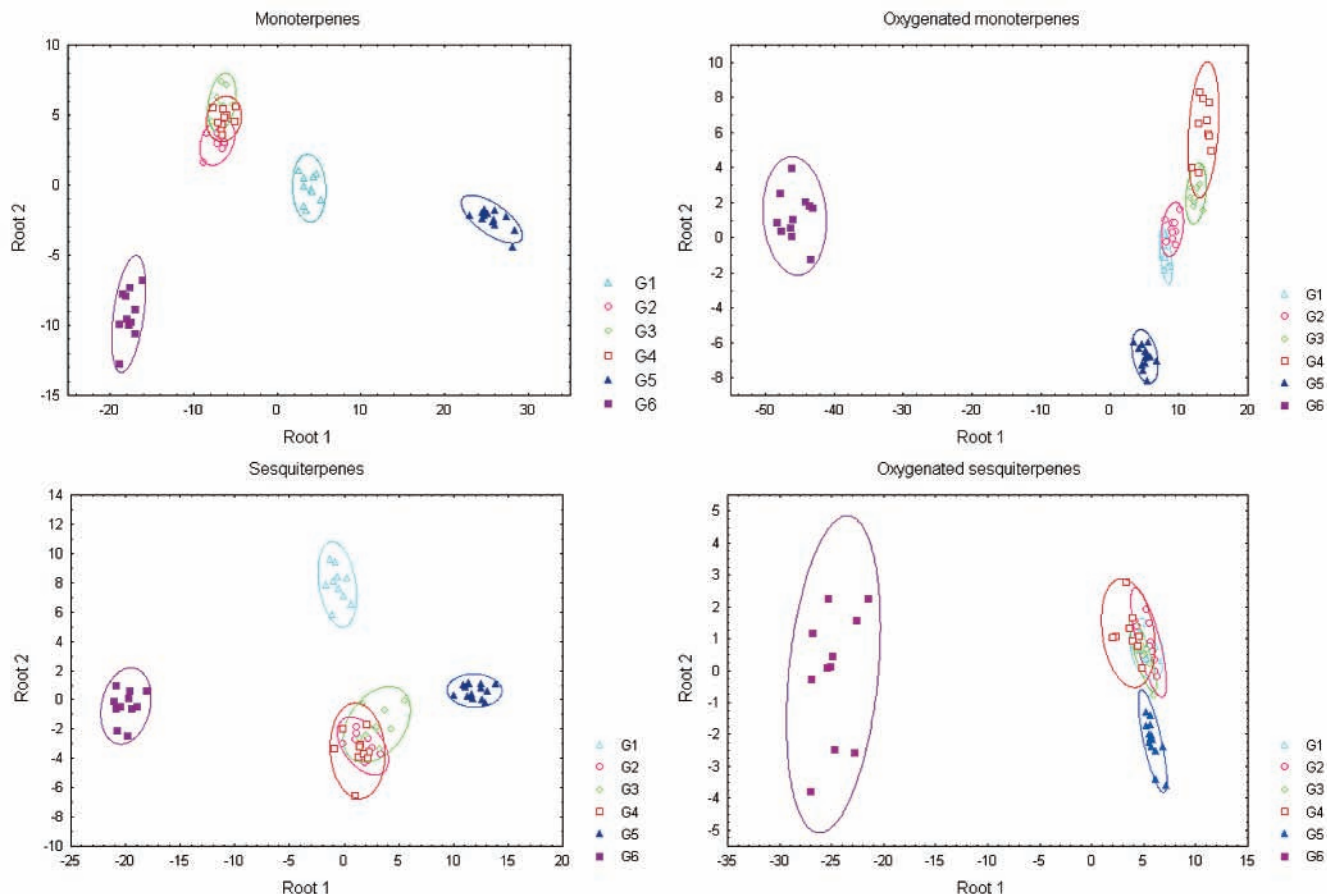 Monoterpenes
10
5
0
-5
-10
-15
Root 2
-20 -10 0 10 20 30
Root 1
G1
G2
G3
G4
G5
G6
Oxygenated monoterpenes
10
8
6
4
2
0
-2
-4
-6
-8
Root 2
-50 -40 -30 -20 -10 0 10 20
Root 1
G1
G2
G3
G4
G5
G6
Sesquiterpenes
14
12
10
8
6
4
2
0
-2
-4
-6
-8
-10
Root 2
-25 -20 -15 -10 -5 0 5 10 15 20
Root 1
G1
G2
G3
G4
G5
G6
Oxygenated sesquiterpenes
5
4
3
2
1
0
-1
-2
-3
-4
-5
Root 2
-35 -30 -25 -20 -15 -10 -5 0 5 10 15
Root 1
G1
G2
G3
G4
G5
G6